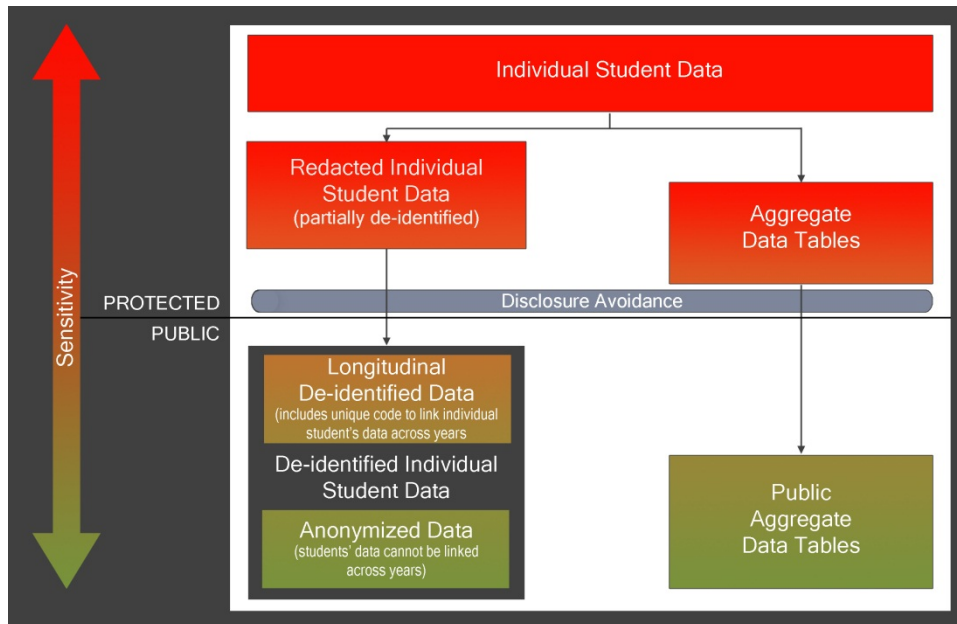 Individual Student Data
Redacted Individual
Student Data
(partially de-identified)
Aggregate
Data Tables
Sensitivity
PROTECTED
Disclosure Avoidance
PUBLIC
Longitudinal
De-identified Data
(includes unique code to link individual
student's data across years
De-identified Individual
Student Data
Anonymized Data
(students' data cannot be linked
across years)
Public
Aggregate
Data Tables